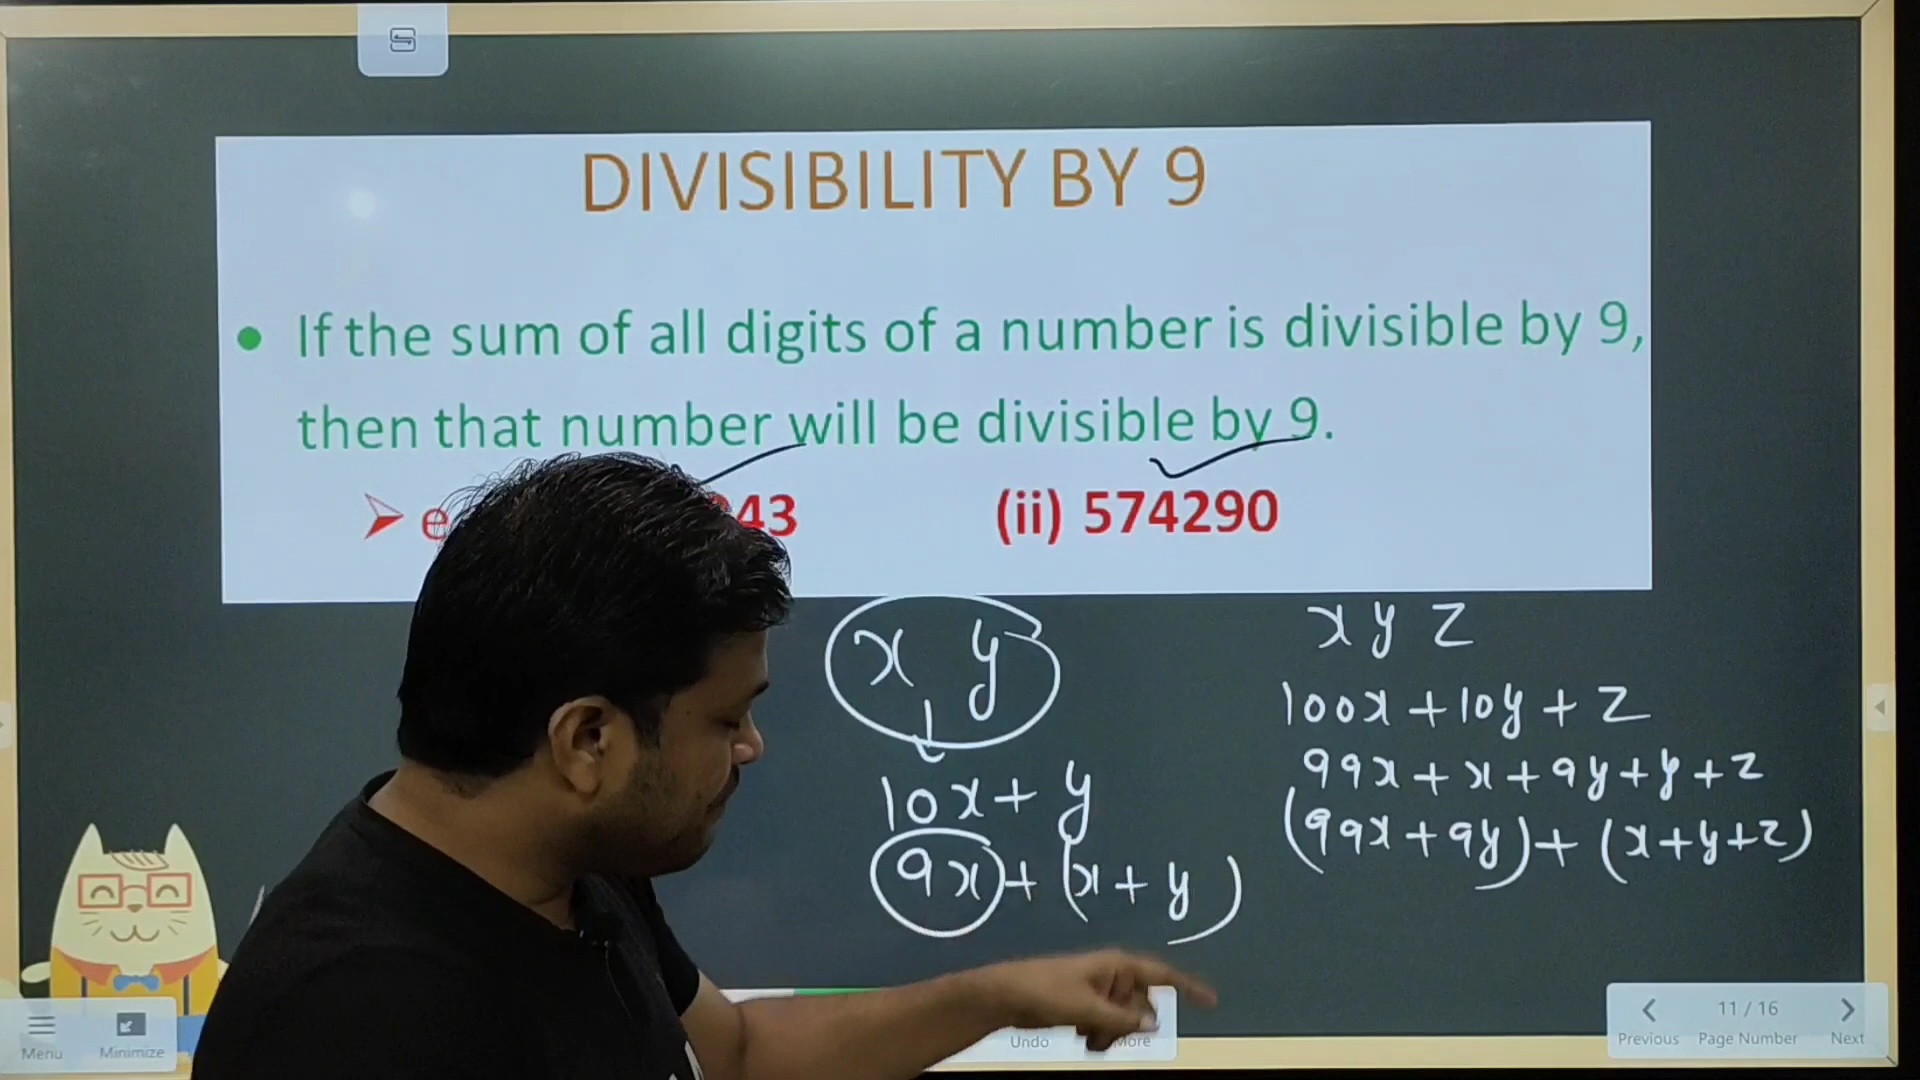 DIVISIBILITY BY 9
• If the sum of all digits of a number is divisible by 9,
then that number will be divisible by 9.
(ii) 574290
x y
10x + y
9x + (x + y)
x y z
100x + 10y + z
99x + x + 9y + y + z
(99x + 9y) + (x + y + z)
Menu
Minimize
Undo
More
11 / 16
Previous
Page Number
Next